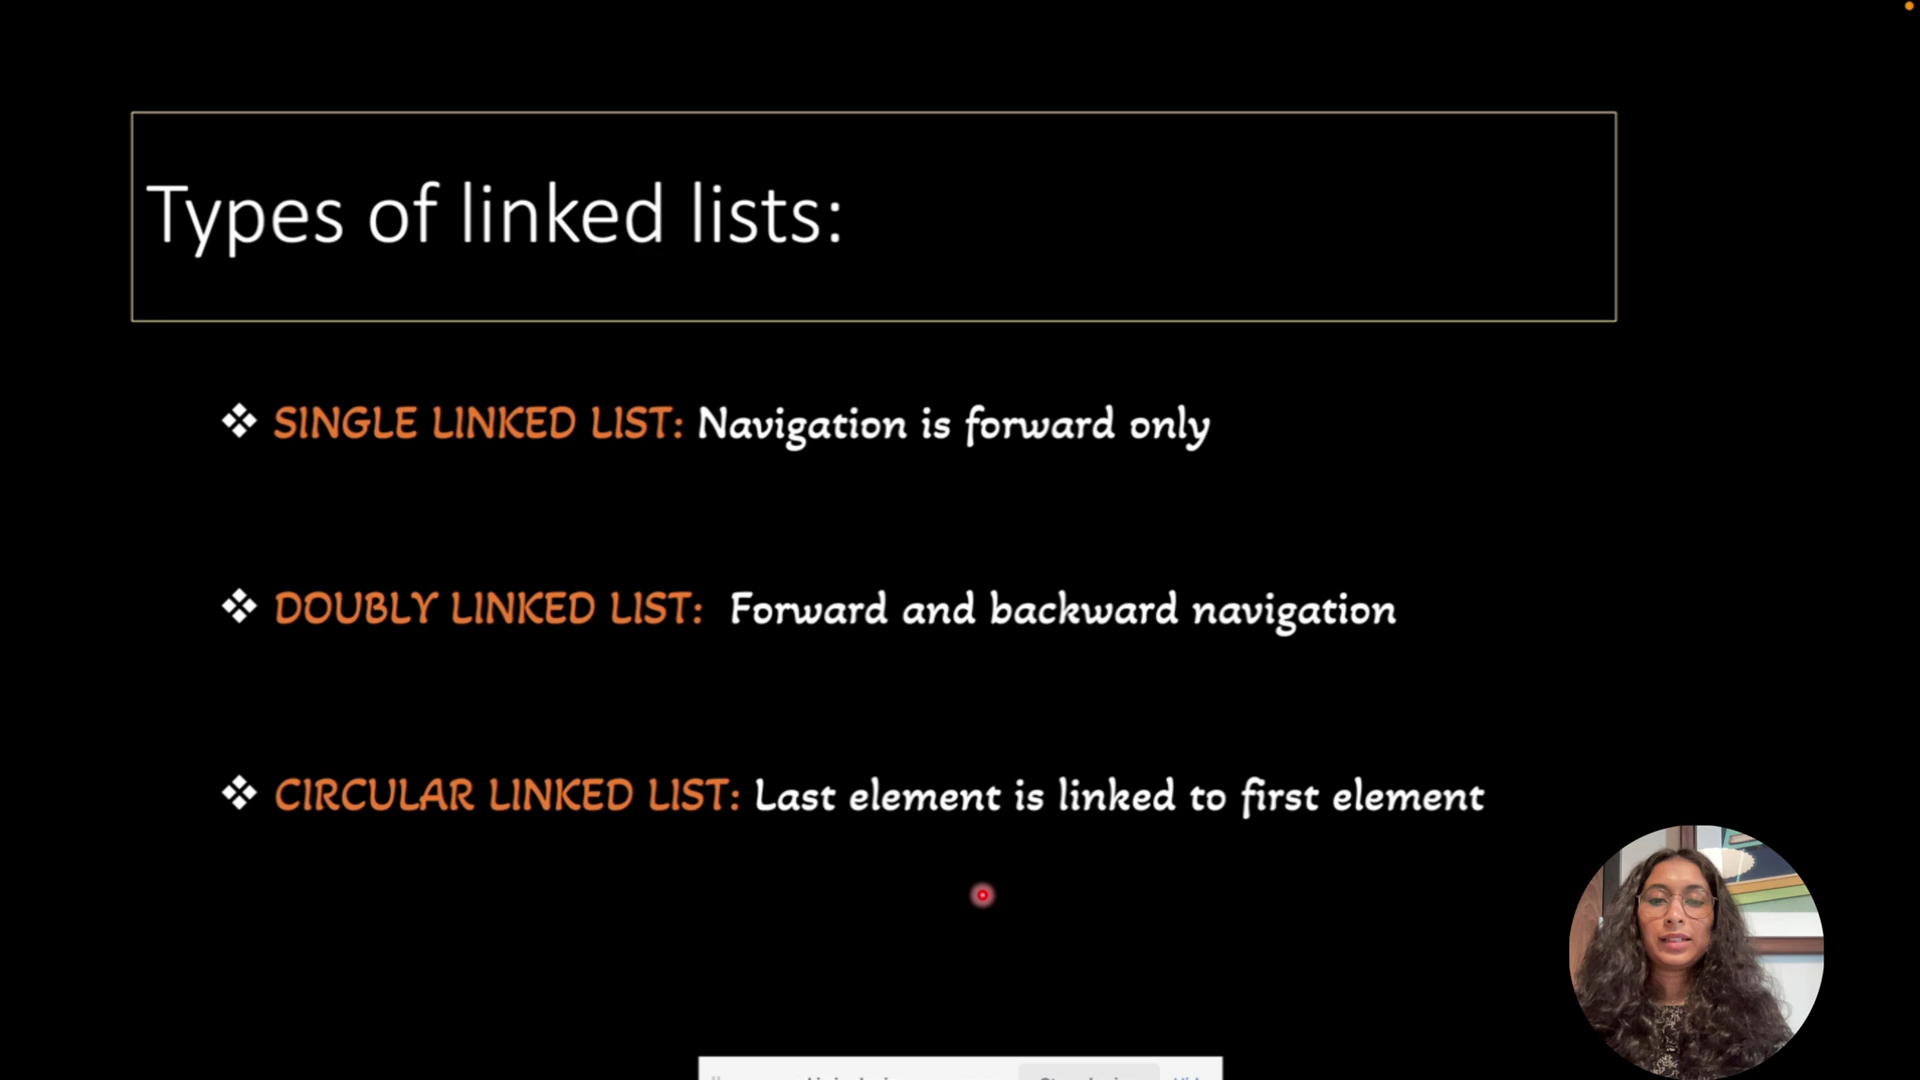 Types of linked lists:
❖ SINGLE LINKED LIST: Navigation is forward only
❖ DOUBLY LINKED LIST: Forward and backward navigation
❖ CIRCULAR LINKED LIST: Last element is linked to first element